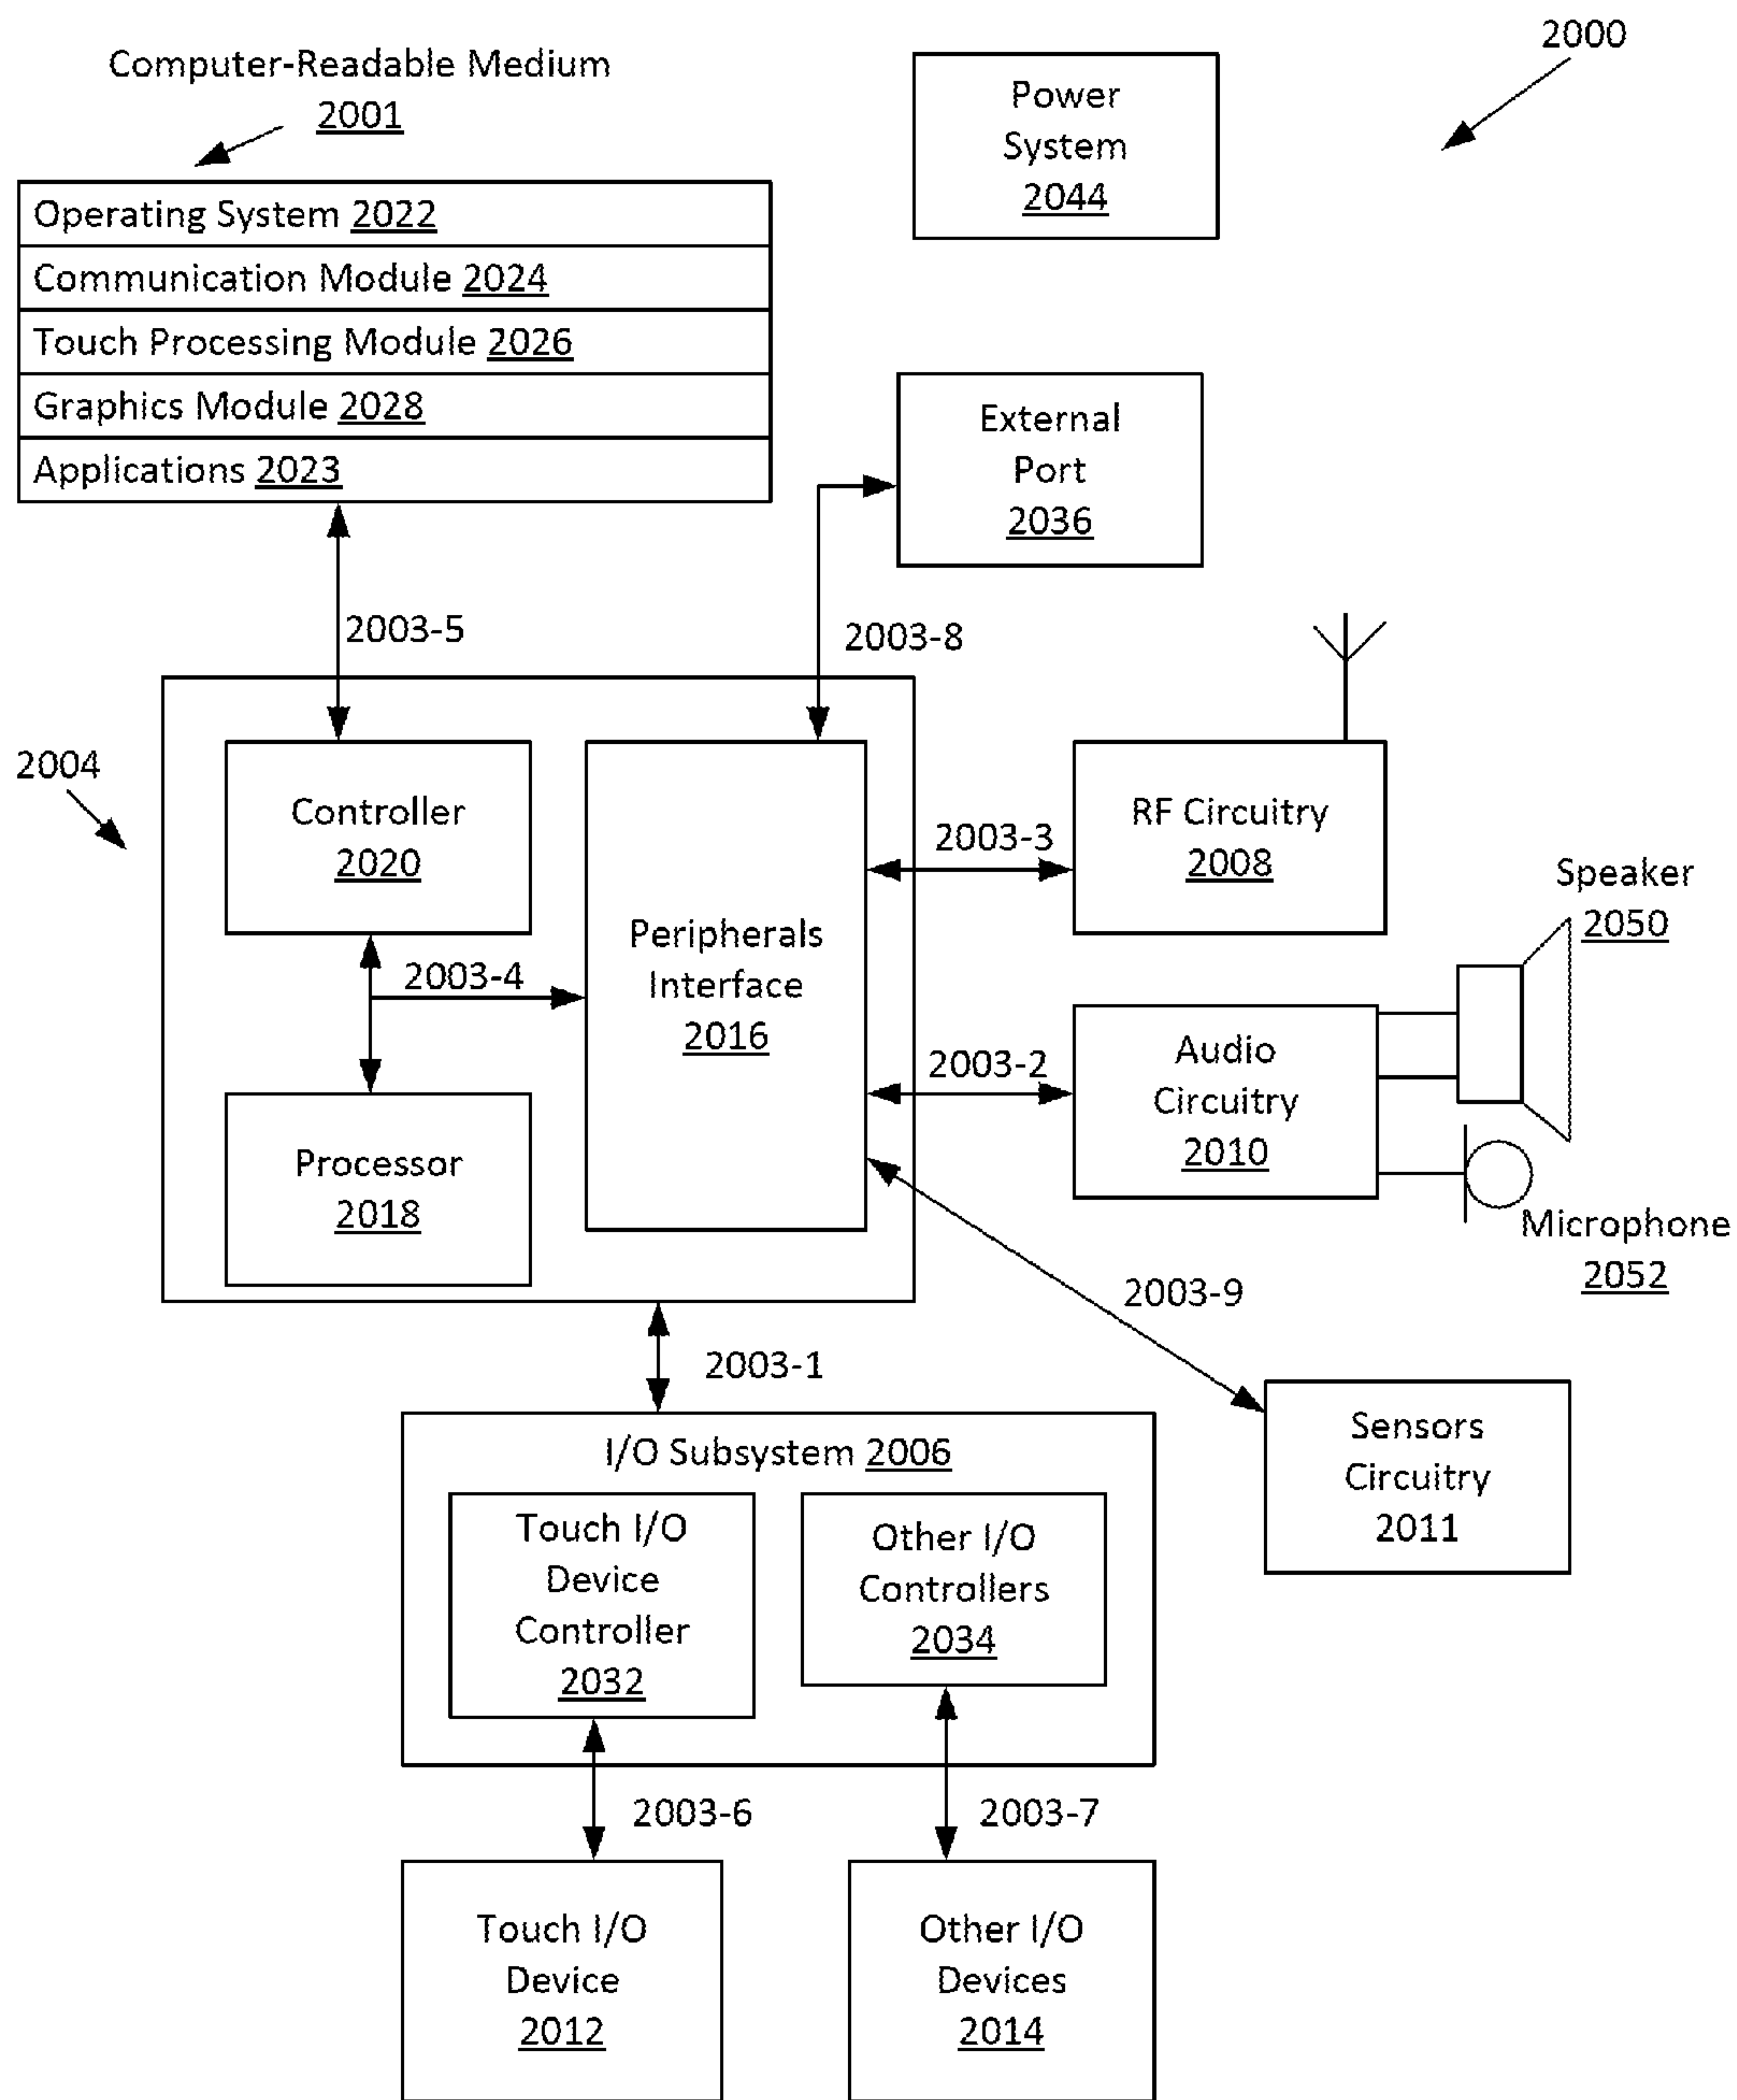 2000
Computer-Readable Medium
2001
Power
System
2044
Operating System 2022
Communication Module 2024
Touch Processing Module 2026
Graphics Module 2028
Applications 2023
External
Port
2036
2003-5
2003-8
2004
Controller
2020
Peripherals
Interface
2016
2003-4
Processor
2018
2003-3
RF Circuitry
2008
Speaker
2050
2003-2
Audio
Circuitry
2010
Microphone
2052
2003-9
2003-1
Sensors
Circuitry
2011
I/O Subsystem 2006
Touch I/O
Device
Controller
2032
Other I/O
Controllers
2034
2003-6
2003-7
Touch I/O
Device
2012
Other I/O
Devices
2014